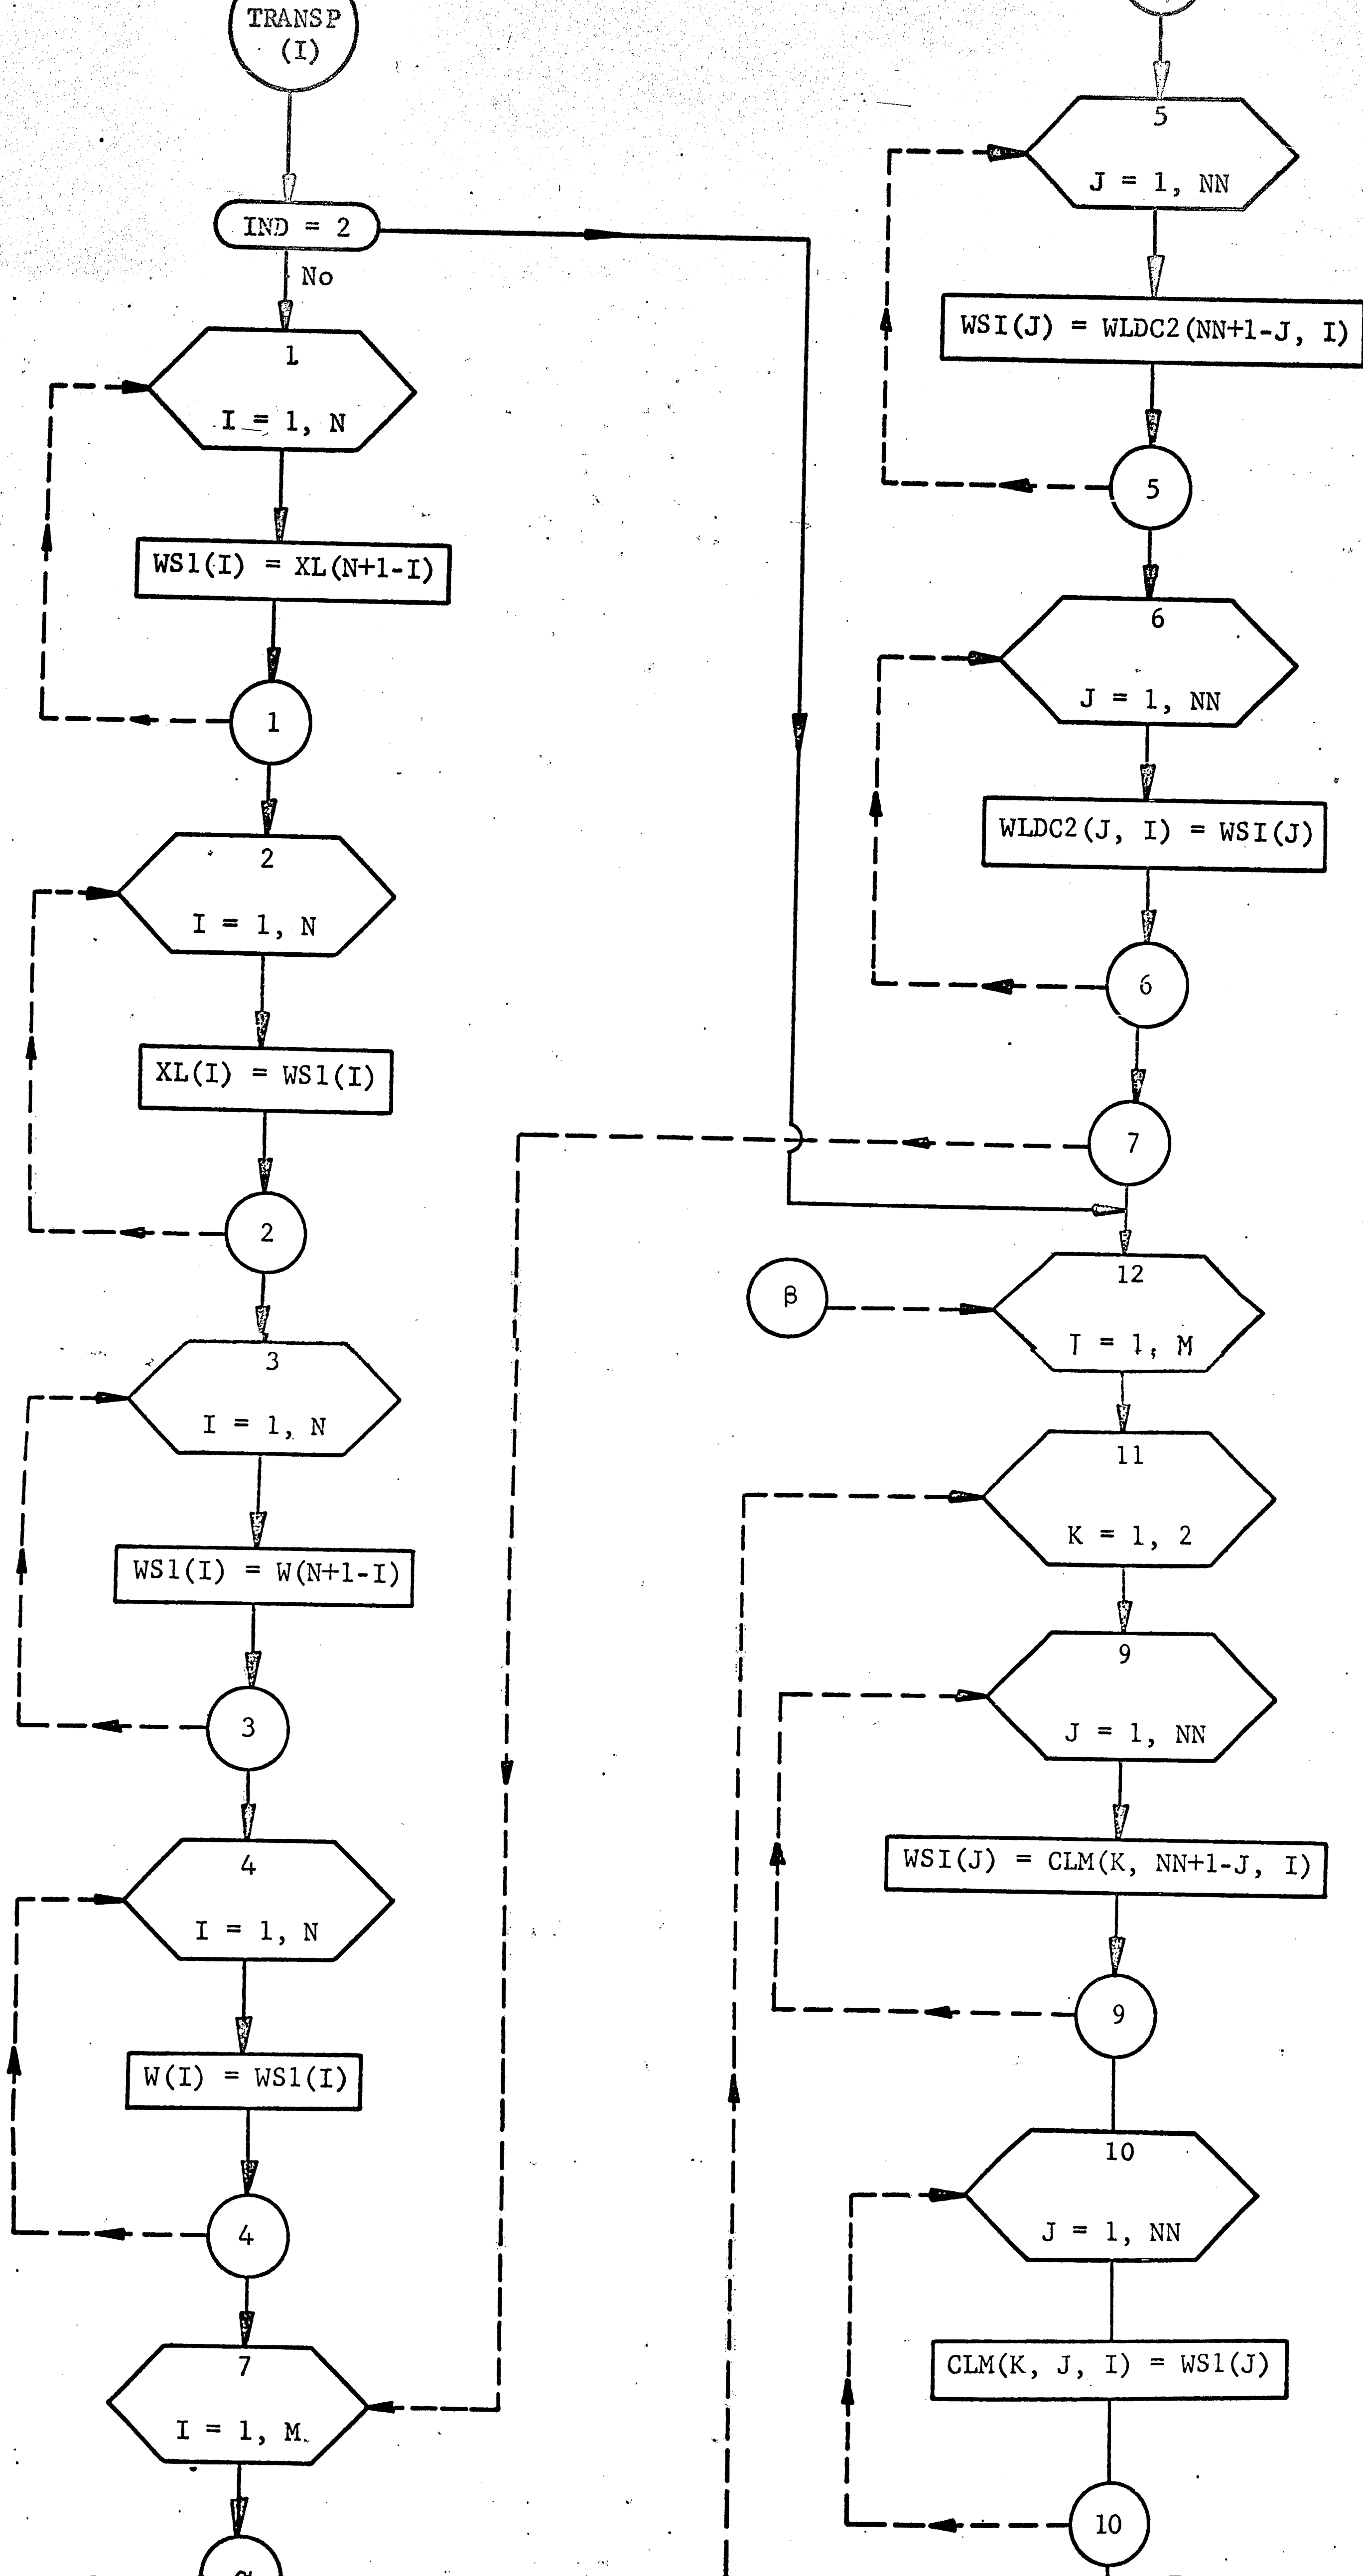 TRANSP
(I)
IND = 2
No
1
I = 1, N
WS1(I) = XL(N+1-I)
1
2
I = 1, N
XL(I) = WS1(I)
2
3
I = 1, N
WS1(I) = W(N+1-I)
3
4
I = 1, N
W(I) = WS1(I)
4
7
I = 1, M
5
J = 1, NN
WSI(J) = WLDC2(NN+1-J, I)
5
6
J = 1, NN
WLDC2(J, I) = WSI(J)
6
7
β
12
I = 1, M
11
K = 1, 2
9
J = 1, NN
WSI(J) = CLM(K, NN+1-J, I)
9
10
J = 1, NN
CLM(K, J, I) = WS1(J)
10